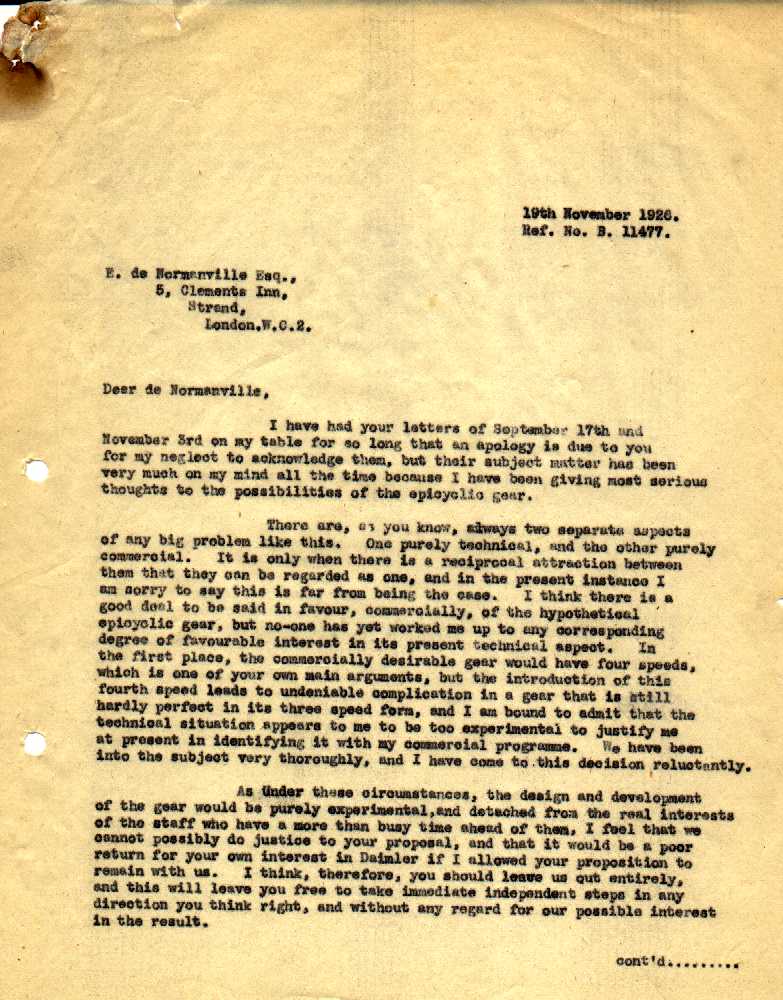 19th November 1926.
Ref. No. B. 11477.
E. de Normanville Esq.,
5, Clements Inn,
Strand,
London.W.C.2.
Dear de Normanville,
I have had your letters of September 17th and
November 3rd on my table for so long that an apology is due to you
for my neglect to acknowledge them, but their subject matter has been
very much on my mind all the time because I have been giving most serious
thoughts to the possibilities of the epicyclic gear.
There are, as you know, always two separate aspects
of any big problem like this. One purely technical, and the other purely
commercial. It is only when there is a reciprocal attraction between
them that they can be regarded as one, and in the present instance I
am sorry to say this is far from being the case. I think there is a
good deal to be said in favour, commercially, of the hypothetical
epicyclic gear, but no-one has yet worked me up to any corresponding
degree of favourable interest in its present technical aspect. In
the first place, the commercially desirable gear would have four speeds,
which is one of your own main arguments, but the introduction of this
fourth speed leads to undeniable complication in a gear that is still
hardly perfect in its three speed form, and I am bound to admit that the
technical situation appears to me to be too experimental to justify me
at present in identifying it with my commercial programme. We have been
into the subject very thoroughly, and I have come to.this decision reluctantly.
As Under these circumstances, the design and development
of the gear would be purely experimental,and detached from the real interests
of the staff who have a more than busy time ahead of them, I feel that we
cannot possibly do justice to your proposal, and that it would be a poor
return for your own interest in Daimler if I allowed your proposition to
remain with us. I think, therefore, you should leave us out entirely,
and this will leave you free to take immediate independent steps in any
direction you think right, and without any regard for our possible interest
in the result.
cont'd.........